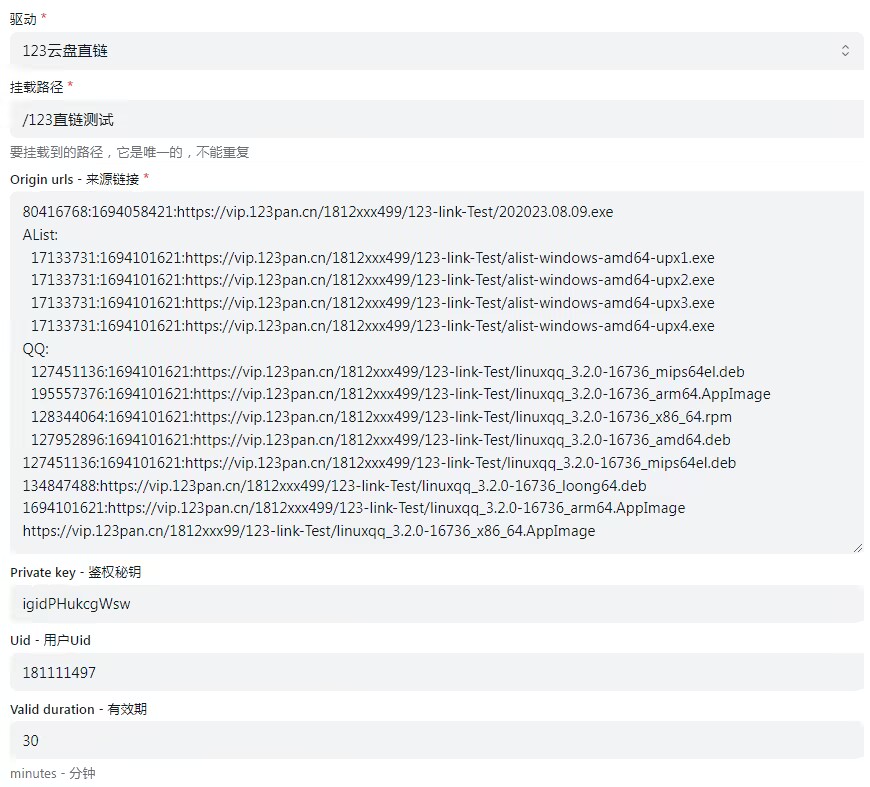 驱动 *
123云盘直链
挂载路径 *
/123直链测试
要挂载到的路径，它是唯一的，不能重复
Origin urls - 来源链接 *
80416768:1694058421:https://vip.123pan.cn/1812xxx499/123-link-Test/202023.08.09.exe
AList:
17133731:1694101621:https://vip.123pan.cn/1812xxx499/123-link-Test/alist-windows-amd64-upx1.exe
17133731:1694101621:https://vip.123pan.cn/1812xxx499/123-link-Test/alist-windows-amd64-upx2.exe
17133731:1694101621:https://vip.123pan.cn/1812xxx499/123-link-Test/alist-windows-amd64-upx3.exe
17133731:1694101621:https://vip.123pan.cn/1812xxx499/123-link-Test/alist-windows-amd64-upx4.exe
QQ:
127451136:1694101621:https://vip.123pan.cn/1812xxx499/123-link-Test/linuxqq_3.2.0-16736_mips64el.deb
195557376:1694101621:https://vip.123pan.cn/1812xxx499/123-link-Test/linuxqq_3.2.0-16736_arm64.AppImage
128344064:1694101621:https://vip.123pan.cn/1812xxx499/123-link-Test/linuxqq_3.2.0-16736_x86_64.rpm
127952896:1694101621:https://vip.123pan.cn/1812xxx499/123-link-Test/linuxqq_3.2.0-16736_amd64.deb
127451136:1694101621:https://vip.123pan.cn/1812xxx499/123-link-Test/linuxqq_3.2.0-16736_mips64el.deb
134847488:https://vip.123pan.cn/1812xxx499/123-link-Test/linuxqq_3.2.0-16736_loong64.deb
1694101621:https://vip.123pan.cn/1812xxx499/123-link-Test/linuxqq_3.2.0-16736_arm64.AppImage
https://vip.123pan.cn/1812xxx99/123-link-Test/linuxqq_3.2.0-16736_x86_64.AppImage
Private key - 鉴权秘钥
igidPHukcgWsw
Uid - 用户Uid
181111497
Valid duration - 有效期
30
minutes - 分钟